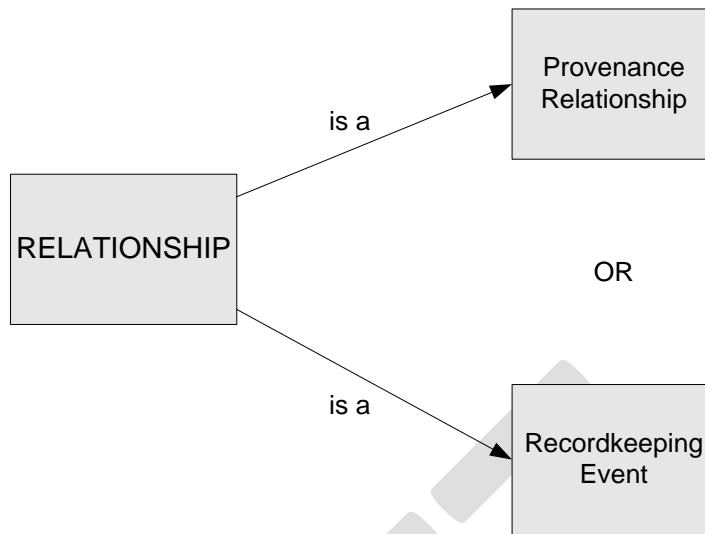 Provenance
Relationship
is a
RELATIONSHIP
OR
is a
Recordkeeping
Event